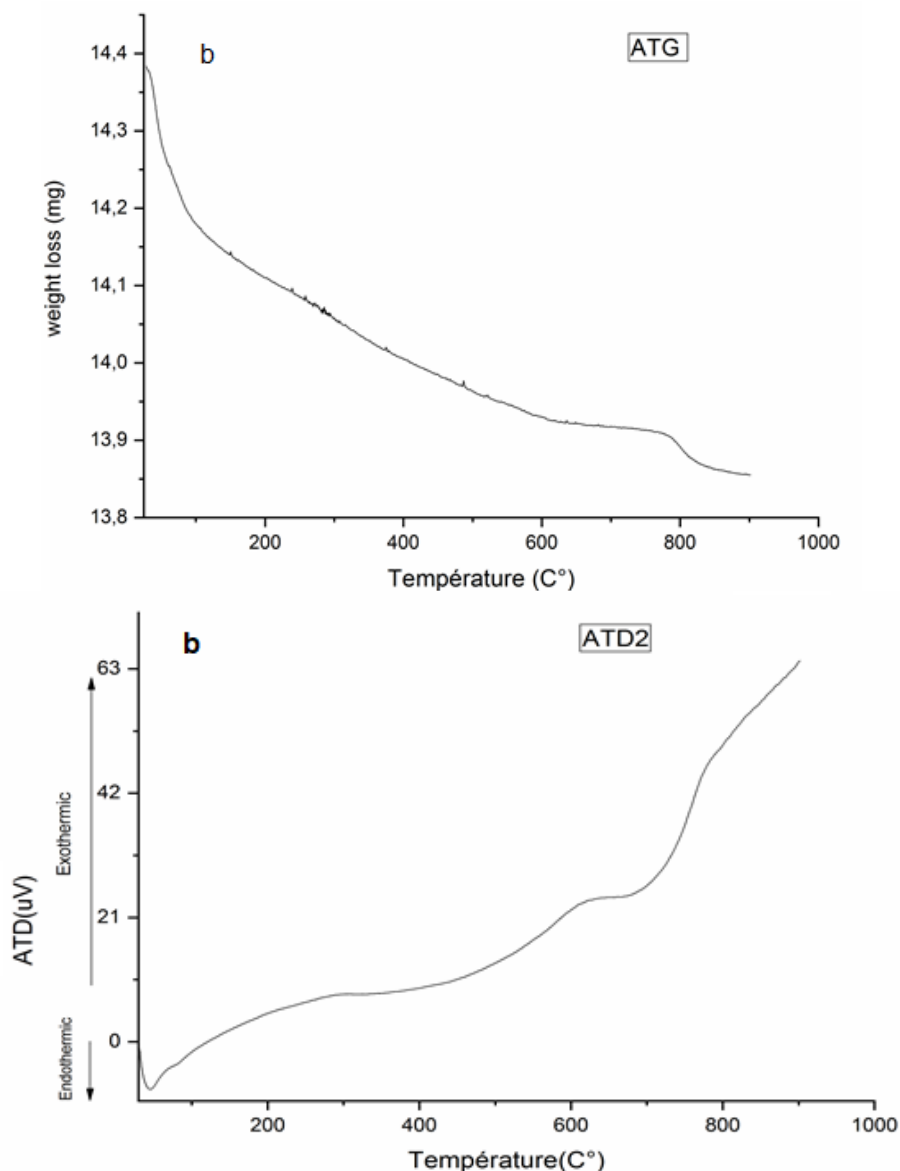 b
ATG
14,4
14,3
14,2
14,1
14,0
13,9
13,8
weight loss (mg)
200
400
600
800
1000
Température (C°)
b
ATD2
63
42
21
0
Exothermic
Endothermic
ATD(uV)
200
400
600
800
1000
Température(C°)